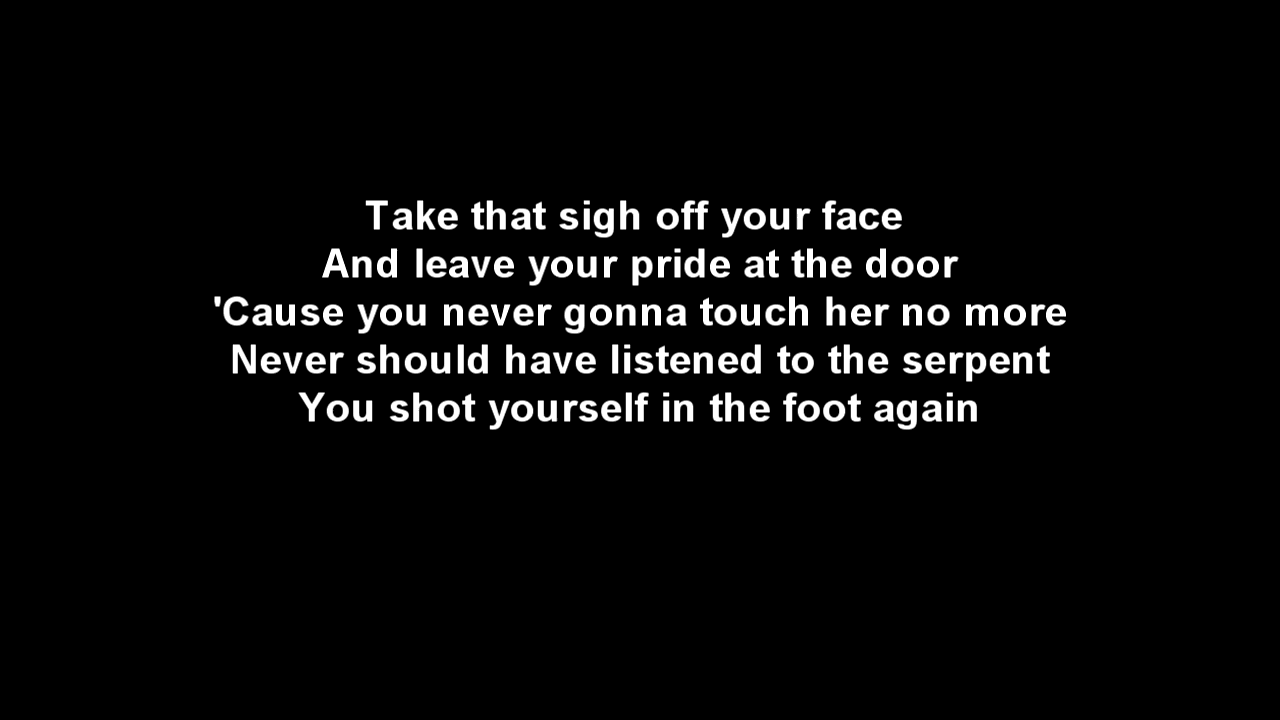 Take that sigh off your face
And leave your pride at the door
'Cause you never gonna touch her no more
Never should have listened to the serpent
You shot yourself in the foot again